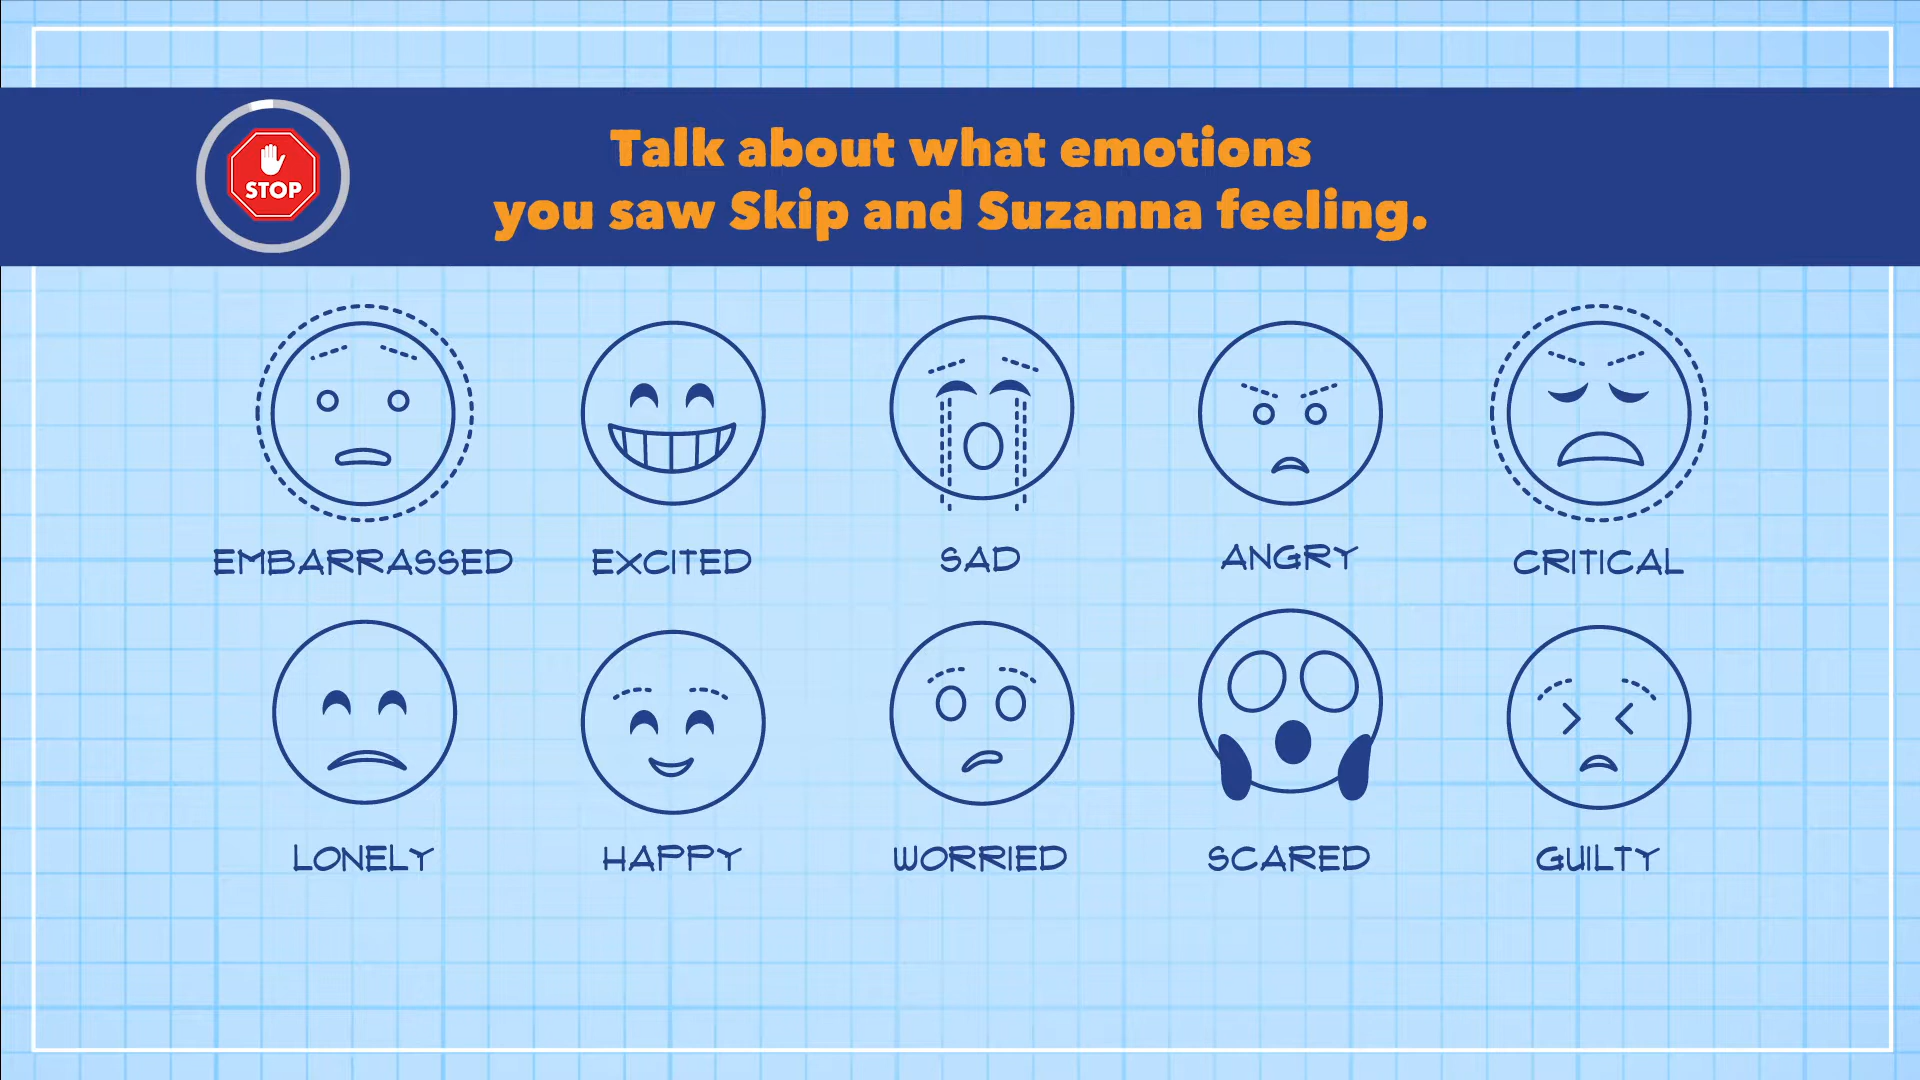 STOP
Talk about what emotions
you saw Skip and Suzanna feeling.
EMBARRASSED EXCITED SAD ANGRY CRITICAL
LONELY HAPPY WORRIED SCARED GUILTY